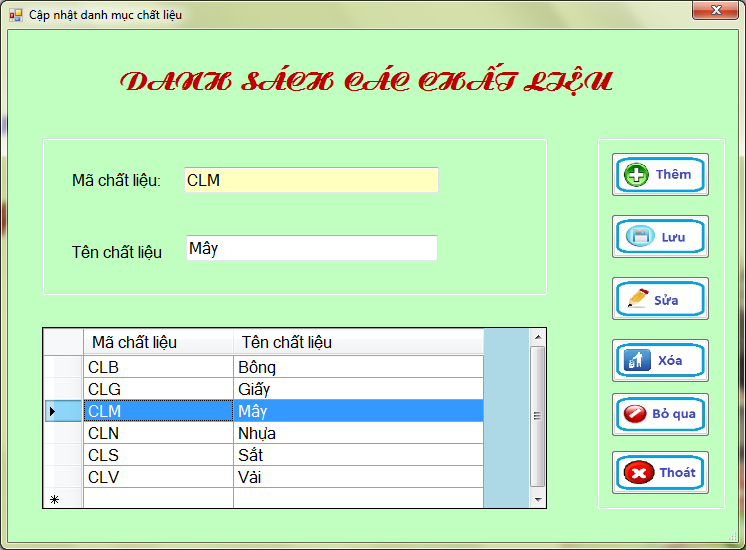 Cập nhật danh mục chất liệu
DANH SÁCH CÁC CHẤT LIỆU
Mã chất liệu: CLM
Tên chất liệu Mây
Thêm
Lưu
Sửa
Xóa
Bỏ qua
Thoát
Mã chất liệu Tên chất liệu
CLB Bông
CLG Giấy
CLM Mây
CLN Nhựa
CLS Sắt
CLV Vải